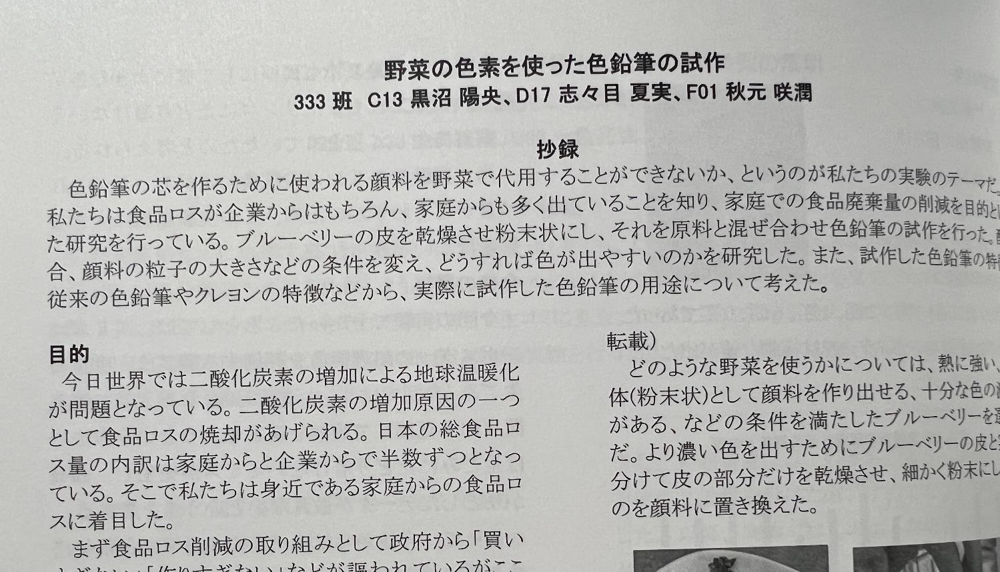 野菜の色素を使った色鉛筆の試作
333 班 C13 黒沼 陽央、D17 志々目 夏実、F01 秋元 咲潤
抄録
色鉛筆の芯を作るために使われる顔料を野菜で代用することができないか、というのが私たちの実験のテーマだ。
私たちは食品ロスが企業からはもちろん、家庭からも多く出ていることを知り、家庭での食品廃棄量の削減を目的とし
た研究を行っている。ブルーベリーの皮を乾燥させ粉末状にし、それを原料と混ぜ合わせ色鉛筆の試作を行った。
合、顔料の粒子の大きさなどの条件を変え、どうすれば色が出やすいのかを研究した。また、試作した色鉛筆の特
従来の色鉛筆やクレヨンの特徴などから、実際に試作した色鉛筆の用途について考えた。
目的
今日世界では二酸化炭素の増加による地球温暖化
が問題となっている。二酸化炭素の増加原因の一つ
として食品ロスの焼却があげられる。日本の総食品ロ
ス量の内訳は家庭からと企業からで半数ずつとなっ
ている。そこで私たちは身近である家庭からの食品ロ
スに着目した。
まず食品ロス削減の取り組みとして政府から「買い
「作りすぎない」などが謳われているがここ
転載)
どのような野菜を使うかについては、熱に強い、
体(粉末状)として顔料を作り出せる、十分な色の
がある、などの条件を満たしたブルーベリーを
だ。より濃い色を出すためにブルーベリーの皮と
分けて皮の部分だけを乾燥させ、細かく粉末にし
のを顔料に置き換えた。